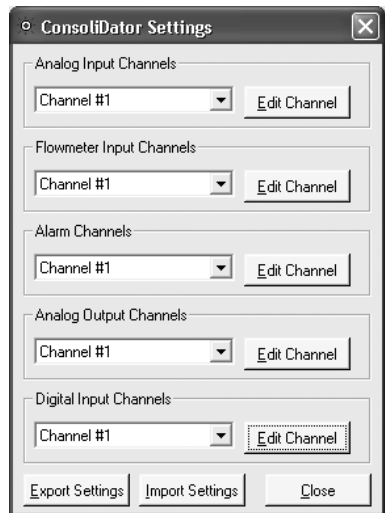 ConsoliDator Settings
Analog Input Channels
Channel #1 Edit Channel
Flowmeter Input Channels
Channel #1 Edit Channel
Alarm Channels
Channel #1 Edit Channel
Analog Output Channels
Channel #1 Edit Channel
Digital Input Channels
Channel #1 Edit Channel
Export Settings Import Settings Close